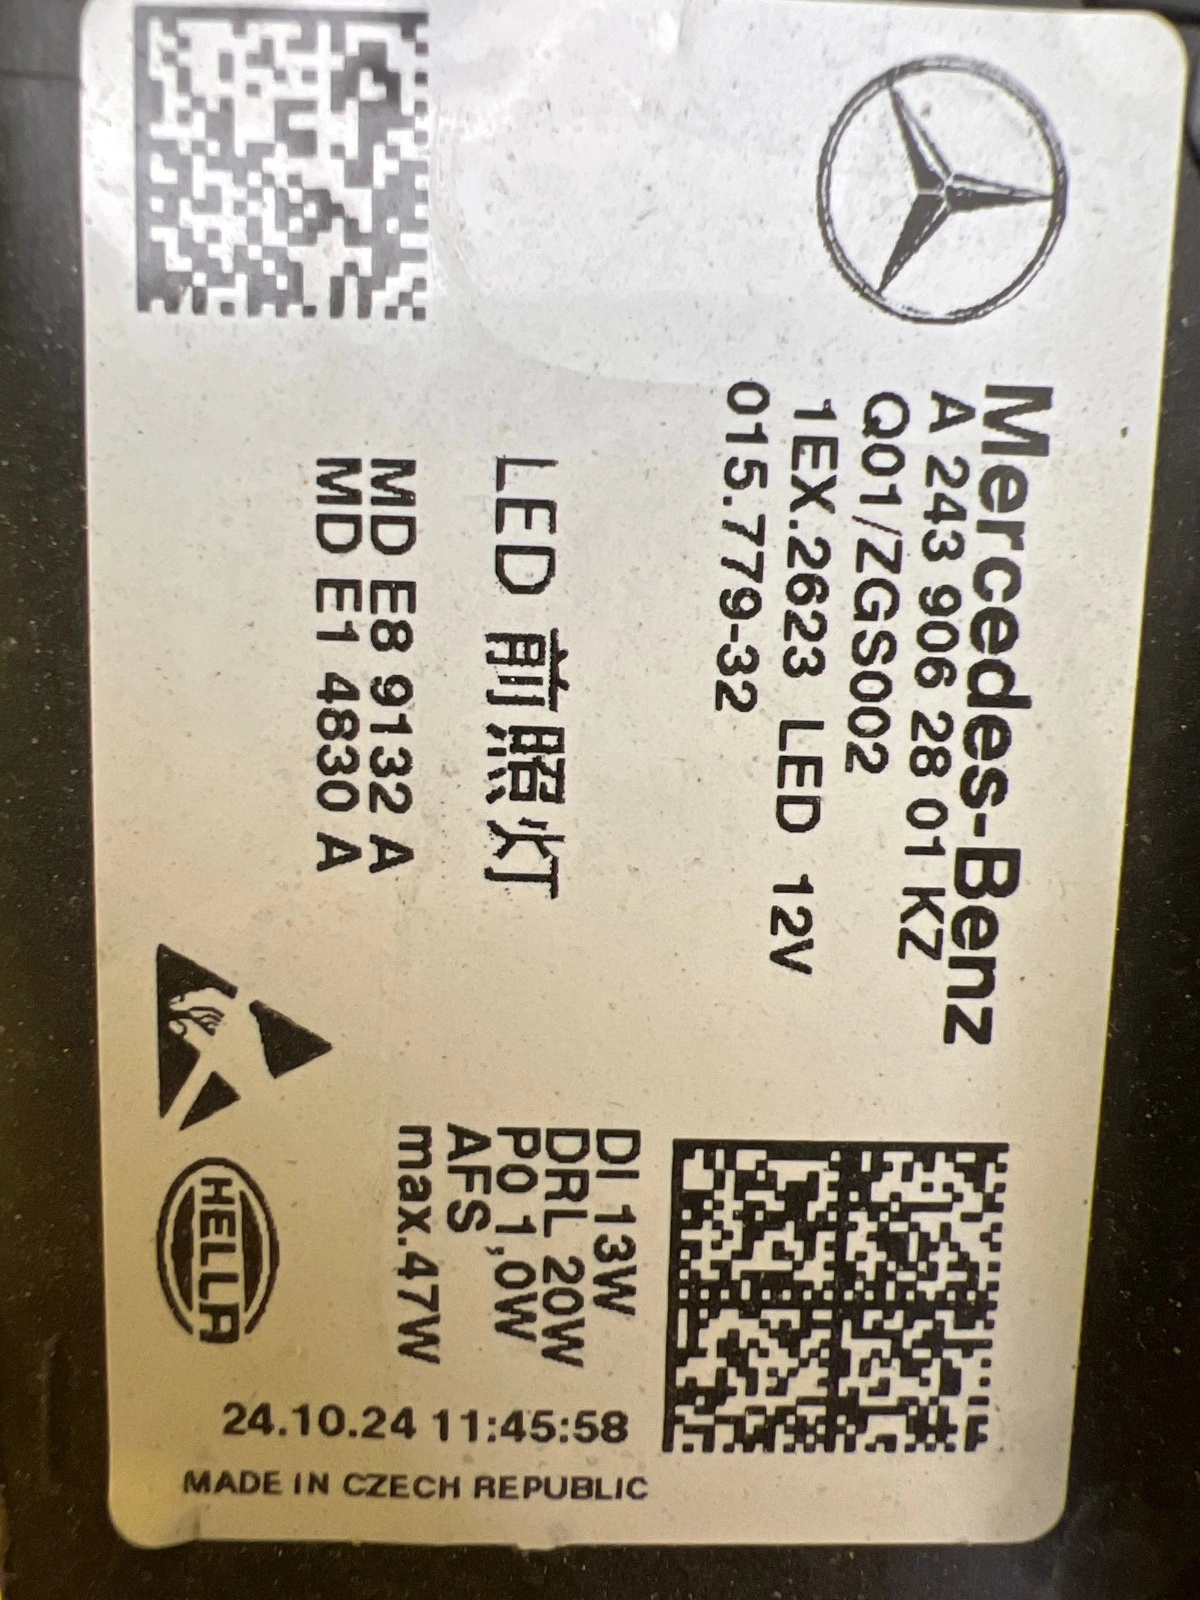 Mercedes-Benz
A 243 906 28 01 KZ
Q01/ZGS002
1EX.2623 LED 12V
015.779-32
LED 前照灯
MD E8 9132 A
MD E1 4830 A
DI 13W
DRL 20W
PO 1,0W
AFS
max.47W
HELLA
24.10.24 11:45:58
MADE IN CZECH REPUBLIC